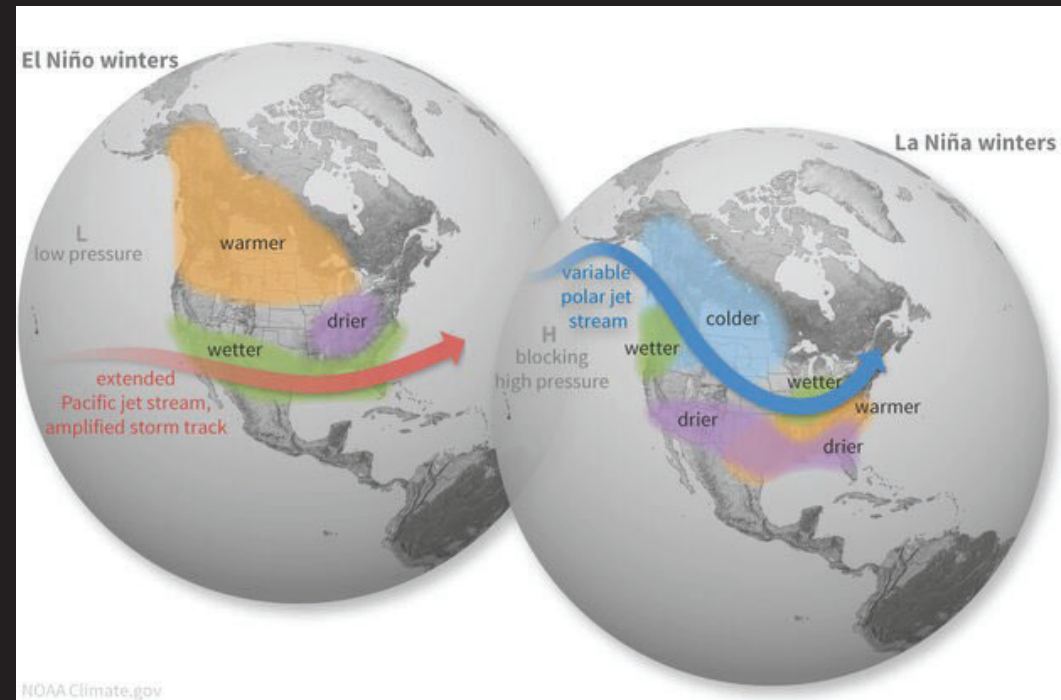 El Niño winters
L
low pressure
warmer
drier
wetter
extended
Pacific jet stream,
amplified storm track
La Niña winters
variable
polar jet
stream
H
blocking
high pressure
colder
wetter
wetter
warmer
drier
drier
NOAA Climate.gov